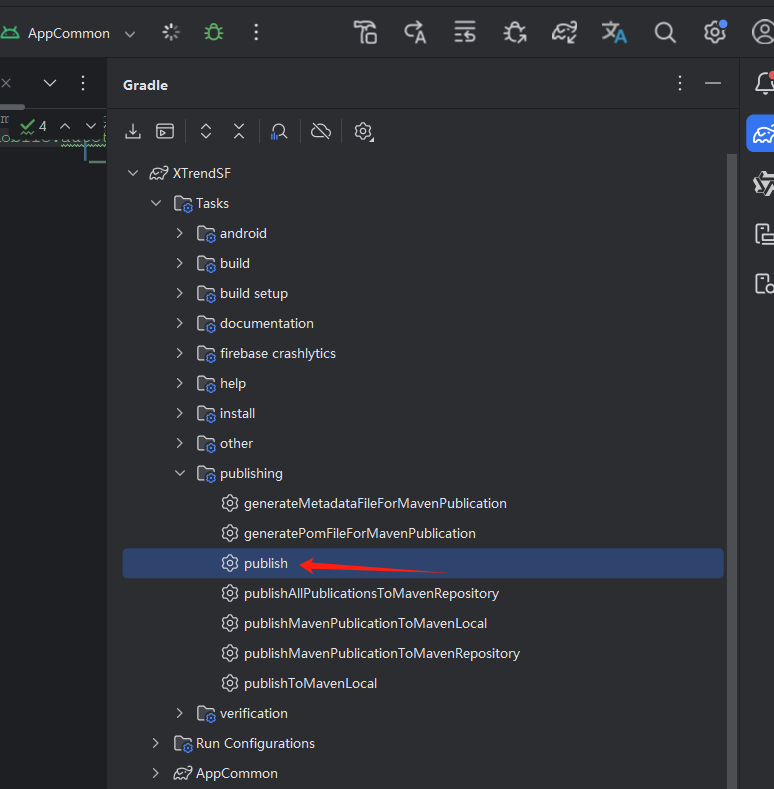 AppCommon
Gradle
4
XTrendSF
Tasks
android
build
build setup
documentation
firebase crashlytics
help
install
other
publishing
generateMetadataFileForMavenPublication
generatePomFileForMavenPublication
publish
publishAllPublicationsToMavenRepository
publishMavenPublicationToMavenLocal
publishMavenPublicationToMavenRepository
publishToMavenLocal
verification
Run Configurations
AppCommon